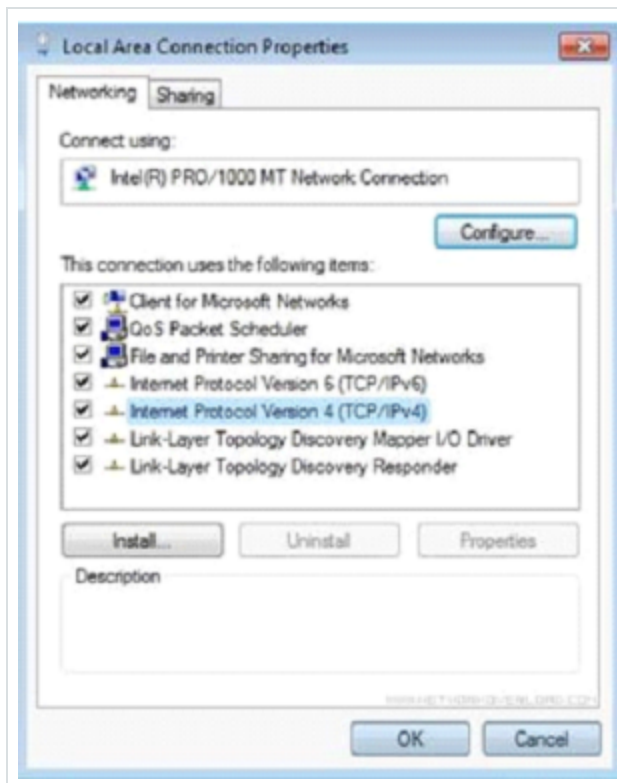 Local Area Connection Properties
Networking
Sharing
Connect using:
Intel(R) PRO/1000 MT Network Connection
Configure...
This connection uses the following items:
Client for Microsoft Networks
QoS Packet Scheduler
File and Printer Sharing for Microsoft Networks
Internet Protocol Version 6 (TCP/IPv6)
Internet Protocol Version 4 (TCP/IPv4)
Link-Layer Topology Discovery Mapper I/O Driver
Link-Layer Topology Discovery Responder
Install...
Uninstall
Properties
Description
OK
Cancel